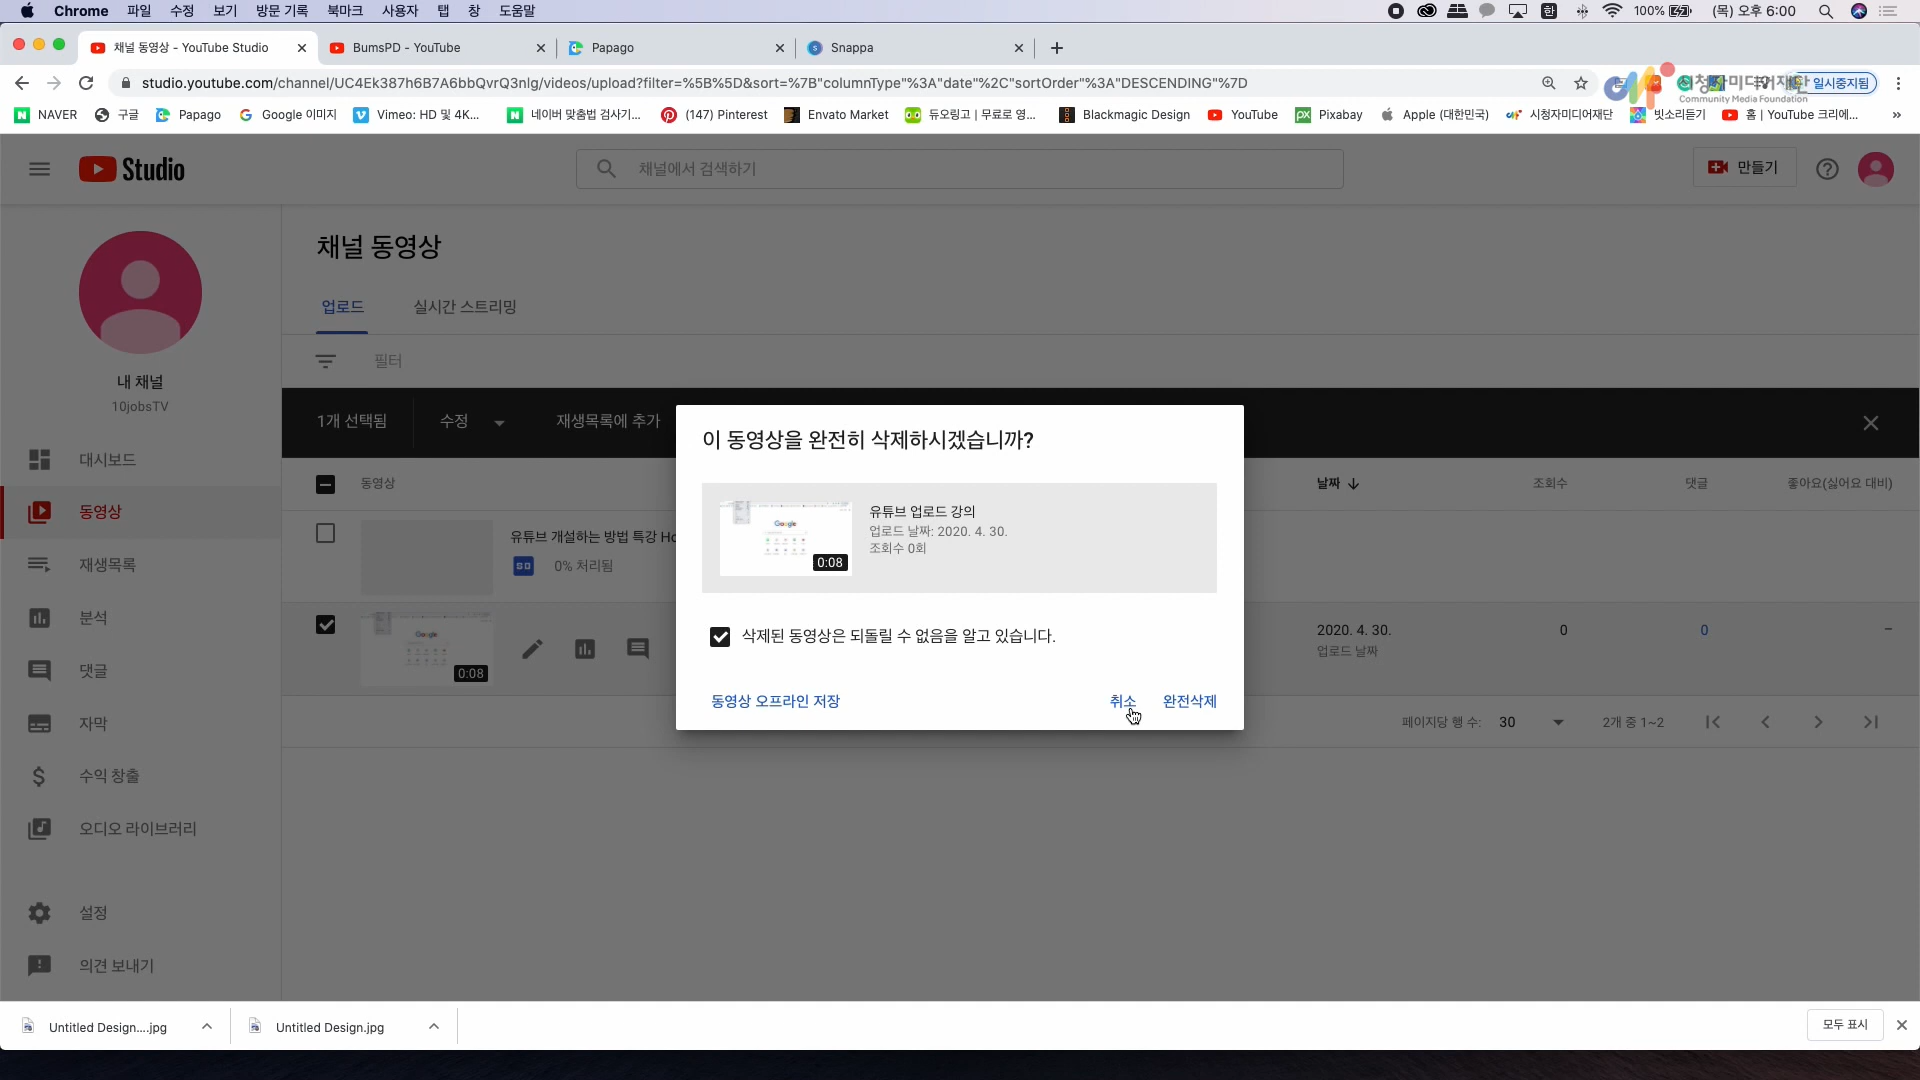 Chrome 파일 수정 보기 방문 기록 북마크 사용자 탭 창 도움말 100% (목) 오후 6:00
채널 동영상 - YouTube Studio BumsPD - YouTube Papago Snappa
studio.youtube.com/channel/UC4Ek387h6B7A6bbQvrQ3nlg/videos/upload?filter=%5B%5D&sort=%7B"columnType"%3A"date"%2C"sortOrder"%3A"DESCENDING"%7D 일시중지됨
시청자미디어재단
Community Media Foundation
NAVER 구글 Papago Google 이미지 Vimeo: HD 및 4K... 네이버 맞춤법 검사기... (147) Pinterest Envato Market 듀오링고 | 무료로 영... Blackmagic Design YouTube Pixabay Apple (대한민국) 시청자미디어재단 빗소리듣기 홈 | YouTube 크리에... »
Studio 채널에서 검색하기 만들기
채널 동영상
업로드 실시간 스트리밍
필터
내 채널
10jobsTV
1개 선택됨 수정 재생목록에 추가
이 동영상을 완전히 삭제하시겠습니까?
대시보드
동영상 날짜 조회수 댓글 좋아요(싫어요 대비)
동영상
유튜브 업로드 강의
업로드 날짜: 2020. 4. 30.
조회수 0회
Google
0:08
유튜브 개설하는 방법 특강 Ho
SD 0% 처리됨
재생목록
분석
Google
0:08
2020. 4. 30. 0 0 –
업로드 날짜
삭제된 동영상은 되돌릴 수 없음을 알고 있습니다.
댓글
동영상 오프라인 저장 취소 완전삭제
자막
페이지당 행 수: 30 2개 중 1~2
수익 창출
오디오 라이브러리
설정
의견 보내기
Untitled Design....jpg Untitled Design.jpg 모두 표시